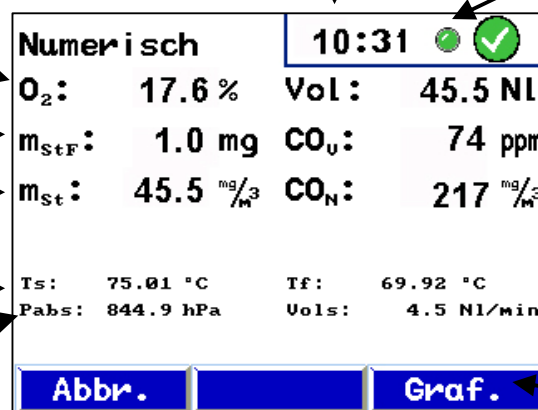 Numerisch 10:31
O₂: 17.6 % Vol: 45.5 Nl
mStF: 1.0 mg COᵤ: 74 ppm
mSt: 45.5 mg/m³ CO_N: 217 mg/m³
Ts: 75.01 °C Tf: 69.92 °C
Pabs: 844.9 hPa Vols: 4.5 Nl/min
Abbr. Graf.